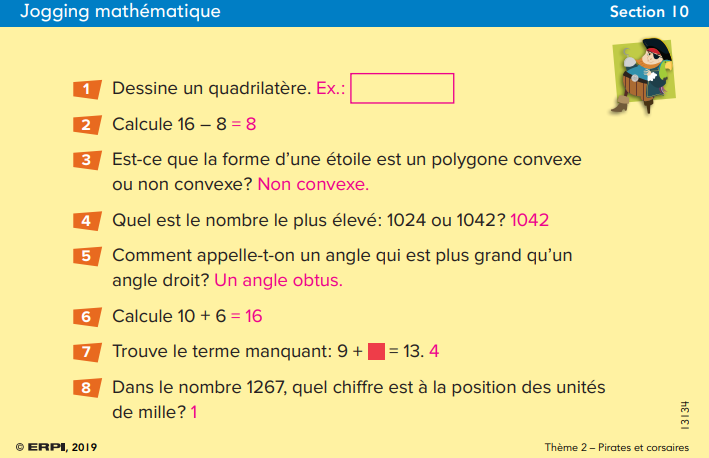 Jogging mathématique
Section 10
1 Dessine un quadrilatère. Ex.:
2 Calcule 16 – 8 = 8
3 Est-ce que la forme d'une étoile est un polygone convexe
ou non convexe? Non convexe.
4 Quel est le nombre le plus élevé: 1024 ou 1042? 1042
5 Comment appelle-t-on un angle qui est plus grand qu'un
angle droit? Un angle obtus.
6 Calcule 10 + 6 = 16
7 Trouve le terme manquant: 9 + = 13. 4
8 Dans le nombre 1267, quel chiffre est à la position des unités
de mille? 1
13134
© ERPI, 2019
Thème 2 – Pirates et corsaires